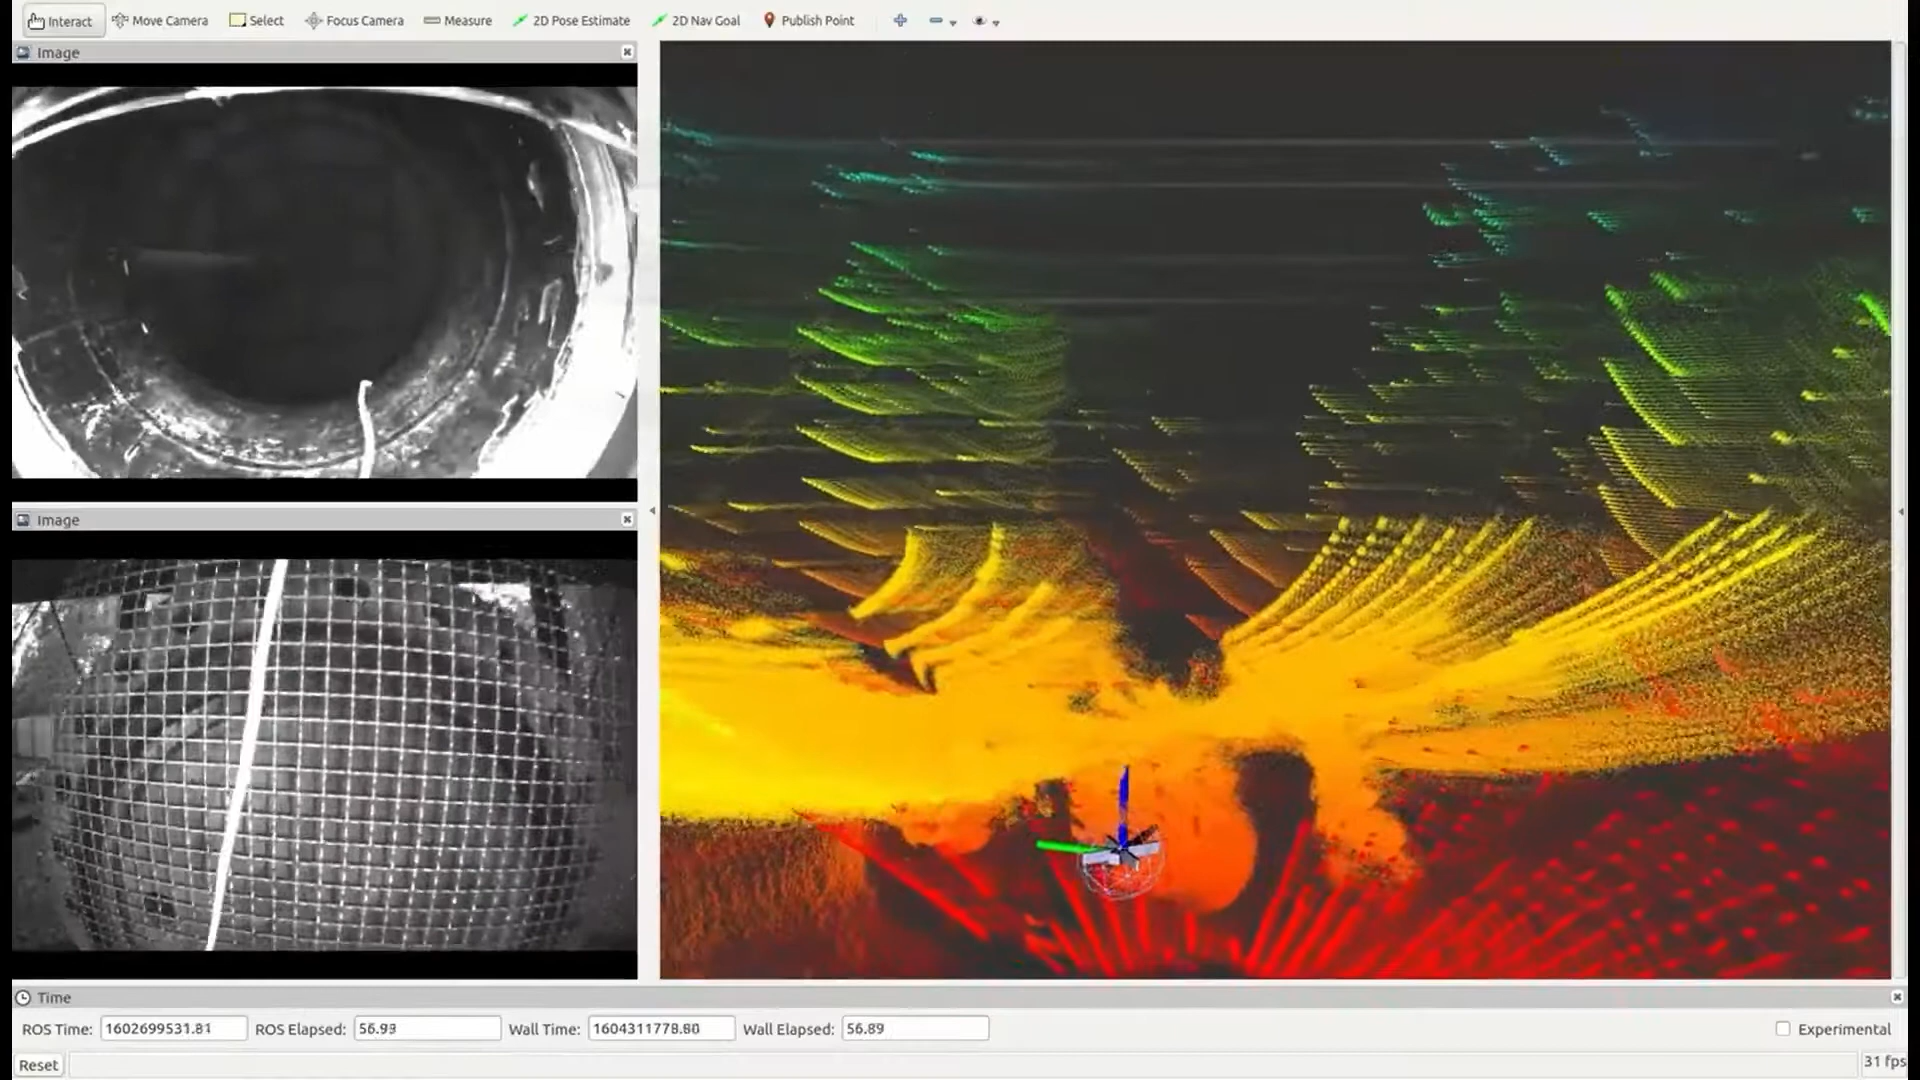 Interact Move Camera Select Focus Camera Measure 2D Pose Estimate 2D Nav Goal Publish Point
Image
Image
Time
ROS Time: 1602699531.81 ROS Elapsed: 56.93 Wall Time: 1604311778.80 Wall Elapsed: 56.89 Experimental
Reset 31 fps